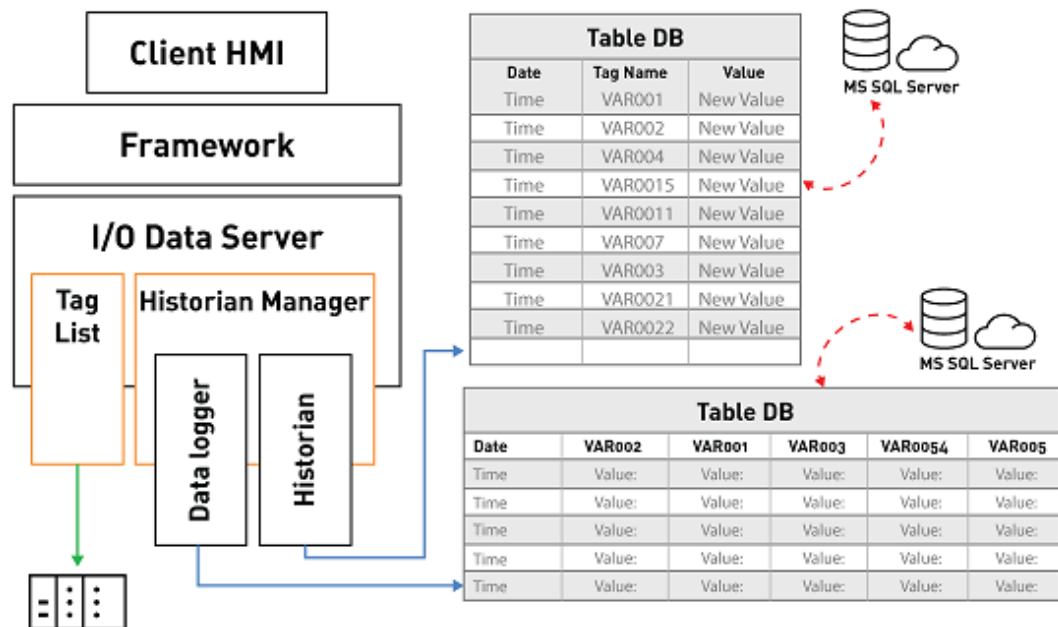 Client HMI
Framework
I/O Data Server
Tag
List
Historian Manager
Data logger
Historian
Table DB
Date Tag Name Value
Time VAR001 New Value
Time VAR002 New Value
Time VAR004 New Value
Time VAR0015 New Value
Time VAR0011 New Value
Time VAR007 New Value
Time VAR003 New Value
Time VAR0021 New Value
Time VAR0022 New Value
MS SQL Server
MS SQL Server
Table DB
Date VAR002 VAR001 VAR003 VAR0054 VAR005
Time Value: Value: Value: Value: Value:
Time Value: Value: Value: Value: Value:
Time Value: Value: Value: Value: Value:
Time Value: Value: Value: Value: Value:
Time Value: Value: Value: Value: Value: